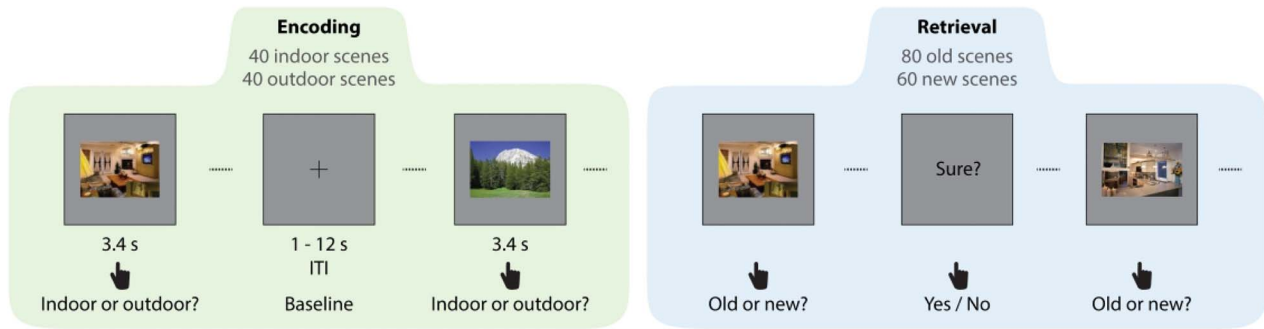 Encoding
40 indoor scenes
40 outdoor scenes
3.4 s
Indoor or outdoor?
1 - 12 s
ITI
Baseline
3.4 s
Indoor or outdoor?
Retrieval
80 old scenes
60 new scenes
Old or new?
Sure?
Yes / No
Old or new?